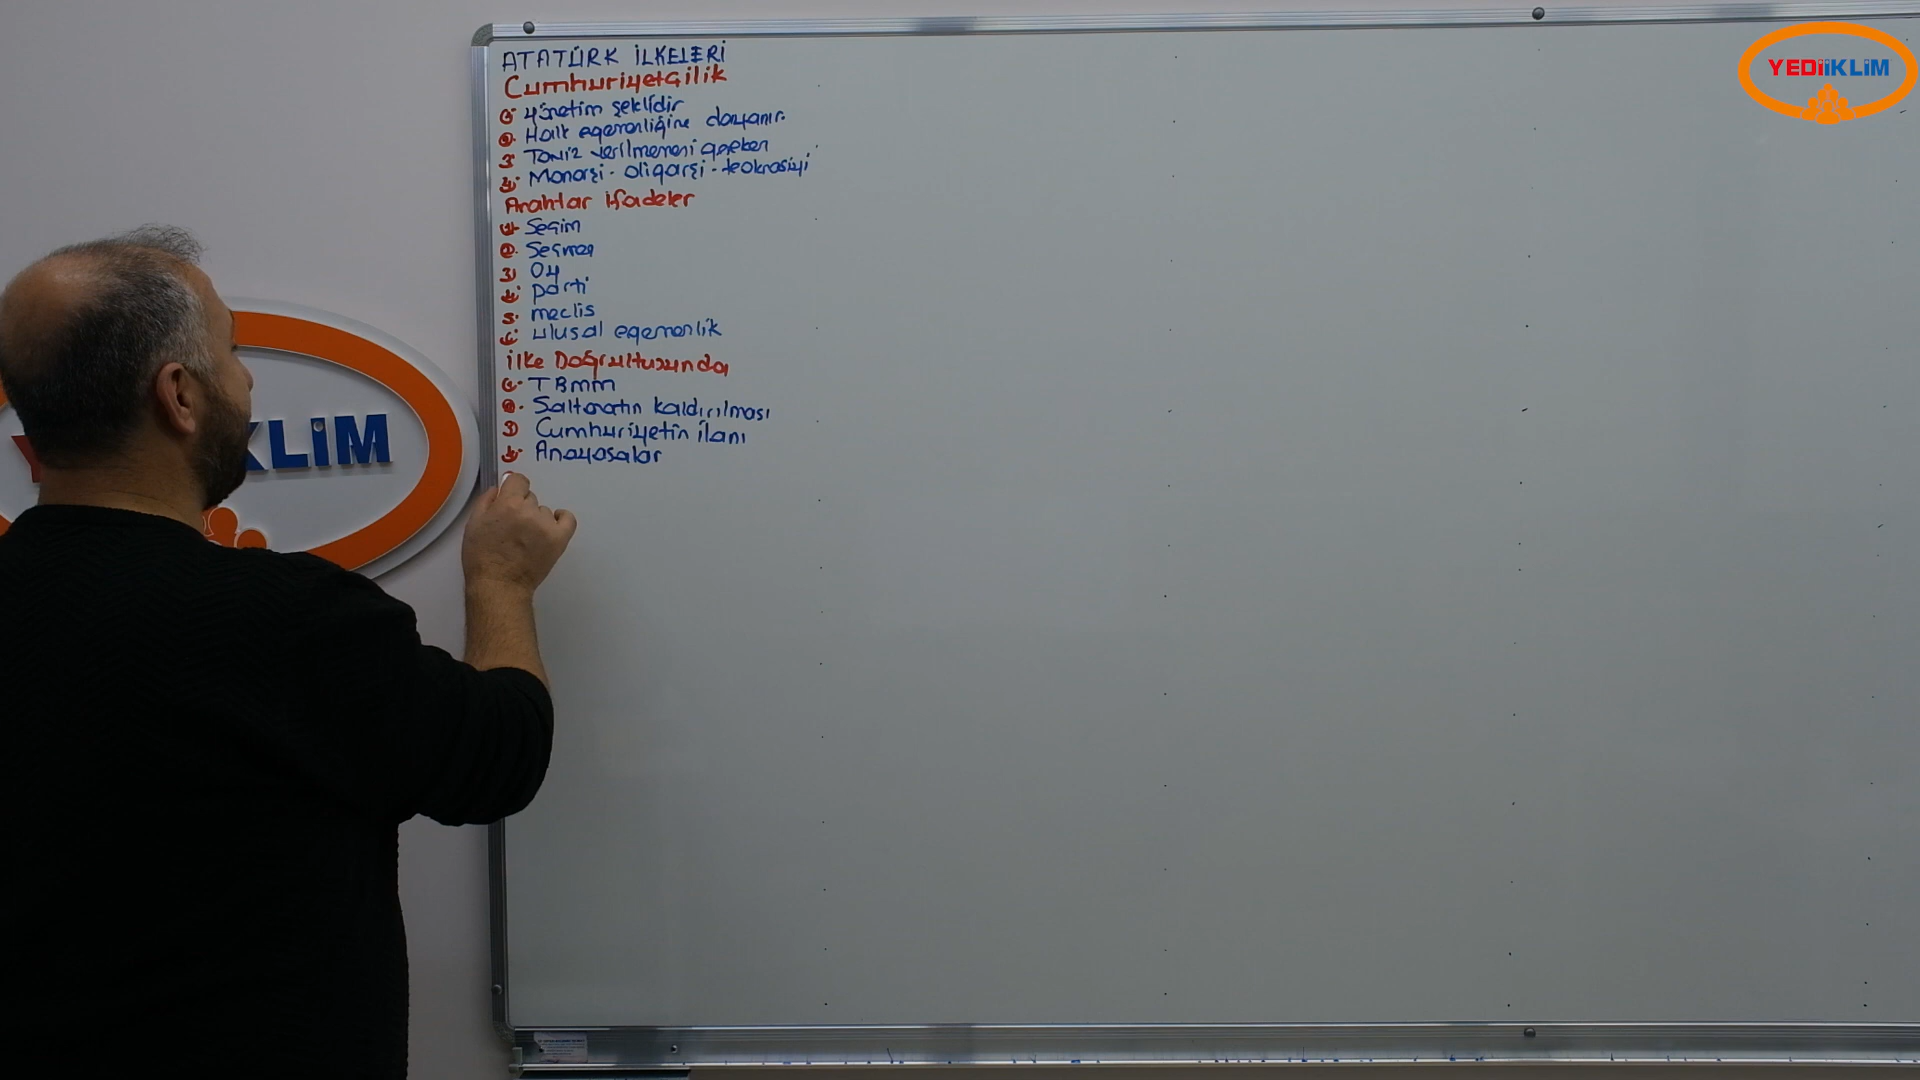 ATATÜRK İLKELERİ
Cumhuriyetçilik
1. Yönetim şeklidir
2. Halk egemenliğine dayanır.
3. Taviz verilmemesi gereken
4. Monarşi - oligarşi - teokrasiyi
Anahtar ifadeler
1. Seçim
2. Seçmen
3. Oy
4. parti
5. meclis
6. ulusal egemenlik
İlke Doğrultusunda
1. TBMM
2. Saltanatın kaldırılması
3. Cumhuriyetin ilanı
4. Anayasalar
YEDİİKLİM
KLİM